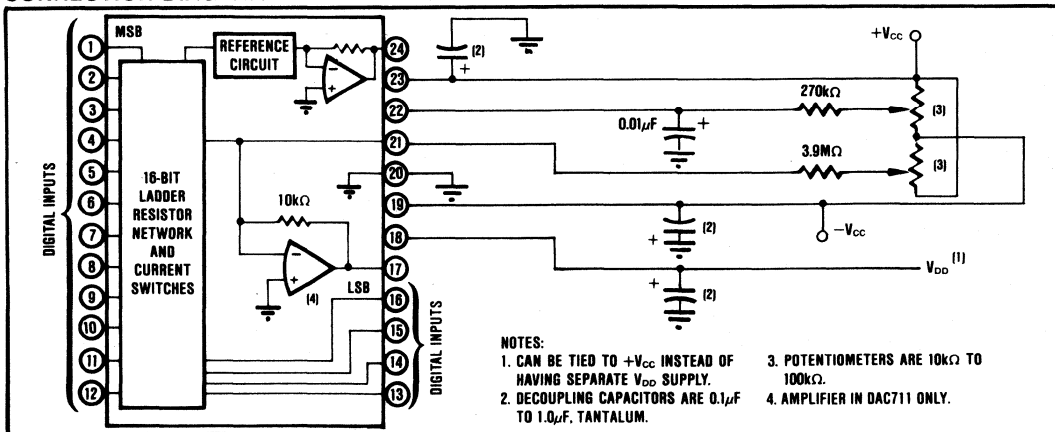 MSB
REFERENCE
CIRCUIT
DIGITAL INPUTS
1
2
3
4
5
6
7
8
9
10
11
12
16-BIT
LADDER
RESISTOR
NETWORK
AND
CURRENT
SWITCHES
10kΩ
−
+
−
+
(4)
LSB
24
23
22
21
20
19
18
17
16
15
14
13
DIGITAL INPUTS
(2)
+
+VCC
270kΩ
(3)
0.01μF
+
3.9MΩ
(3)
+
(2)
−VCC
VDD (1)
+
(2)
NOTES:
1. CAN BE TIED TO +VCC INSTEAD OF
HAVING SEPARATE VDD SUPPLY.
2. DECOUPLING CAPACITORS ARE 0.1μF
TO 1.0μF, TANTALUM.
3. POTENTIOMETERS ARE 10kΩ TO
100kΩ.
4. AMPLIFIER IN DAC711 ONLY.